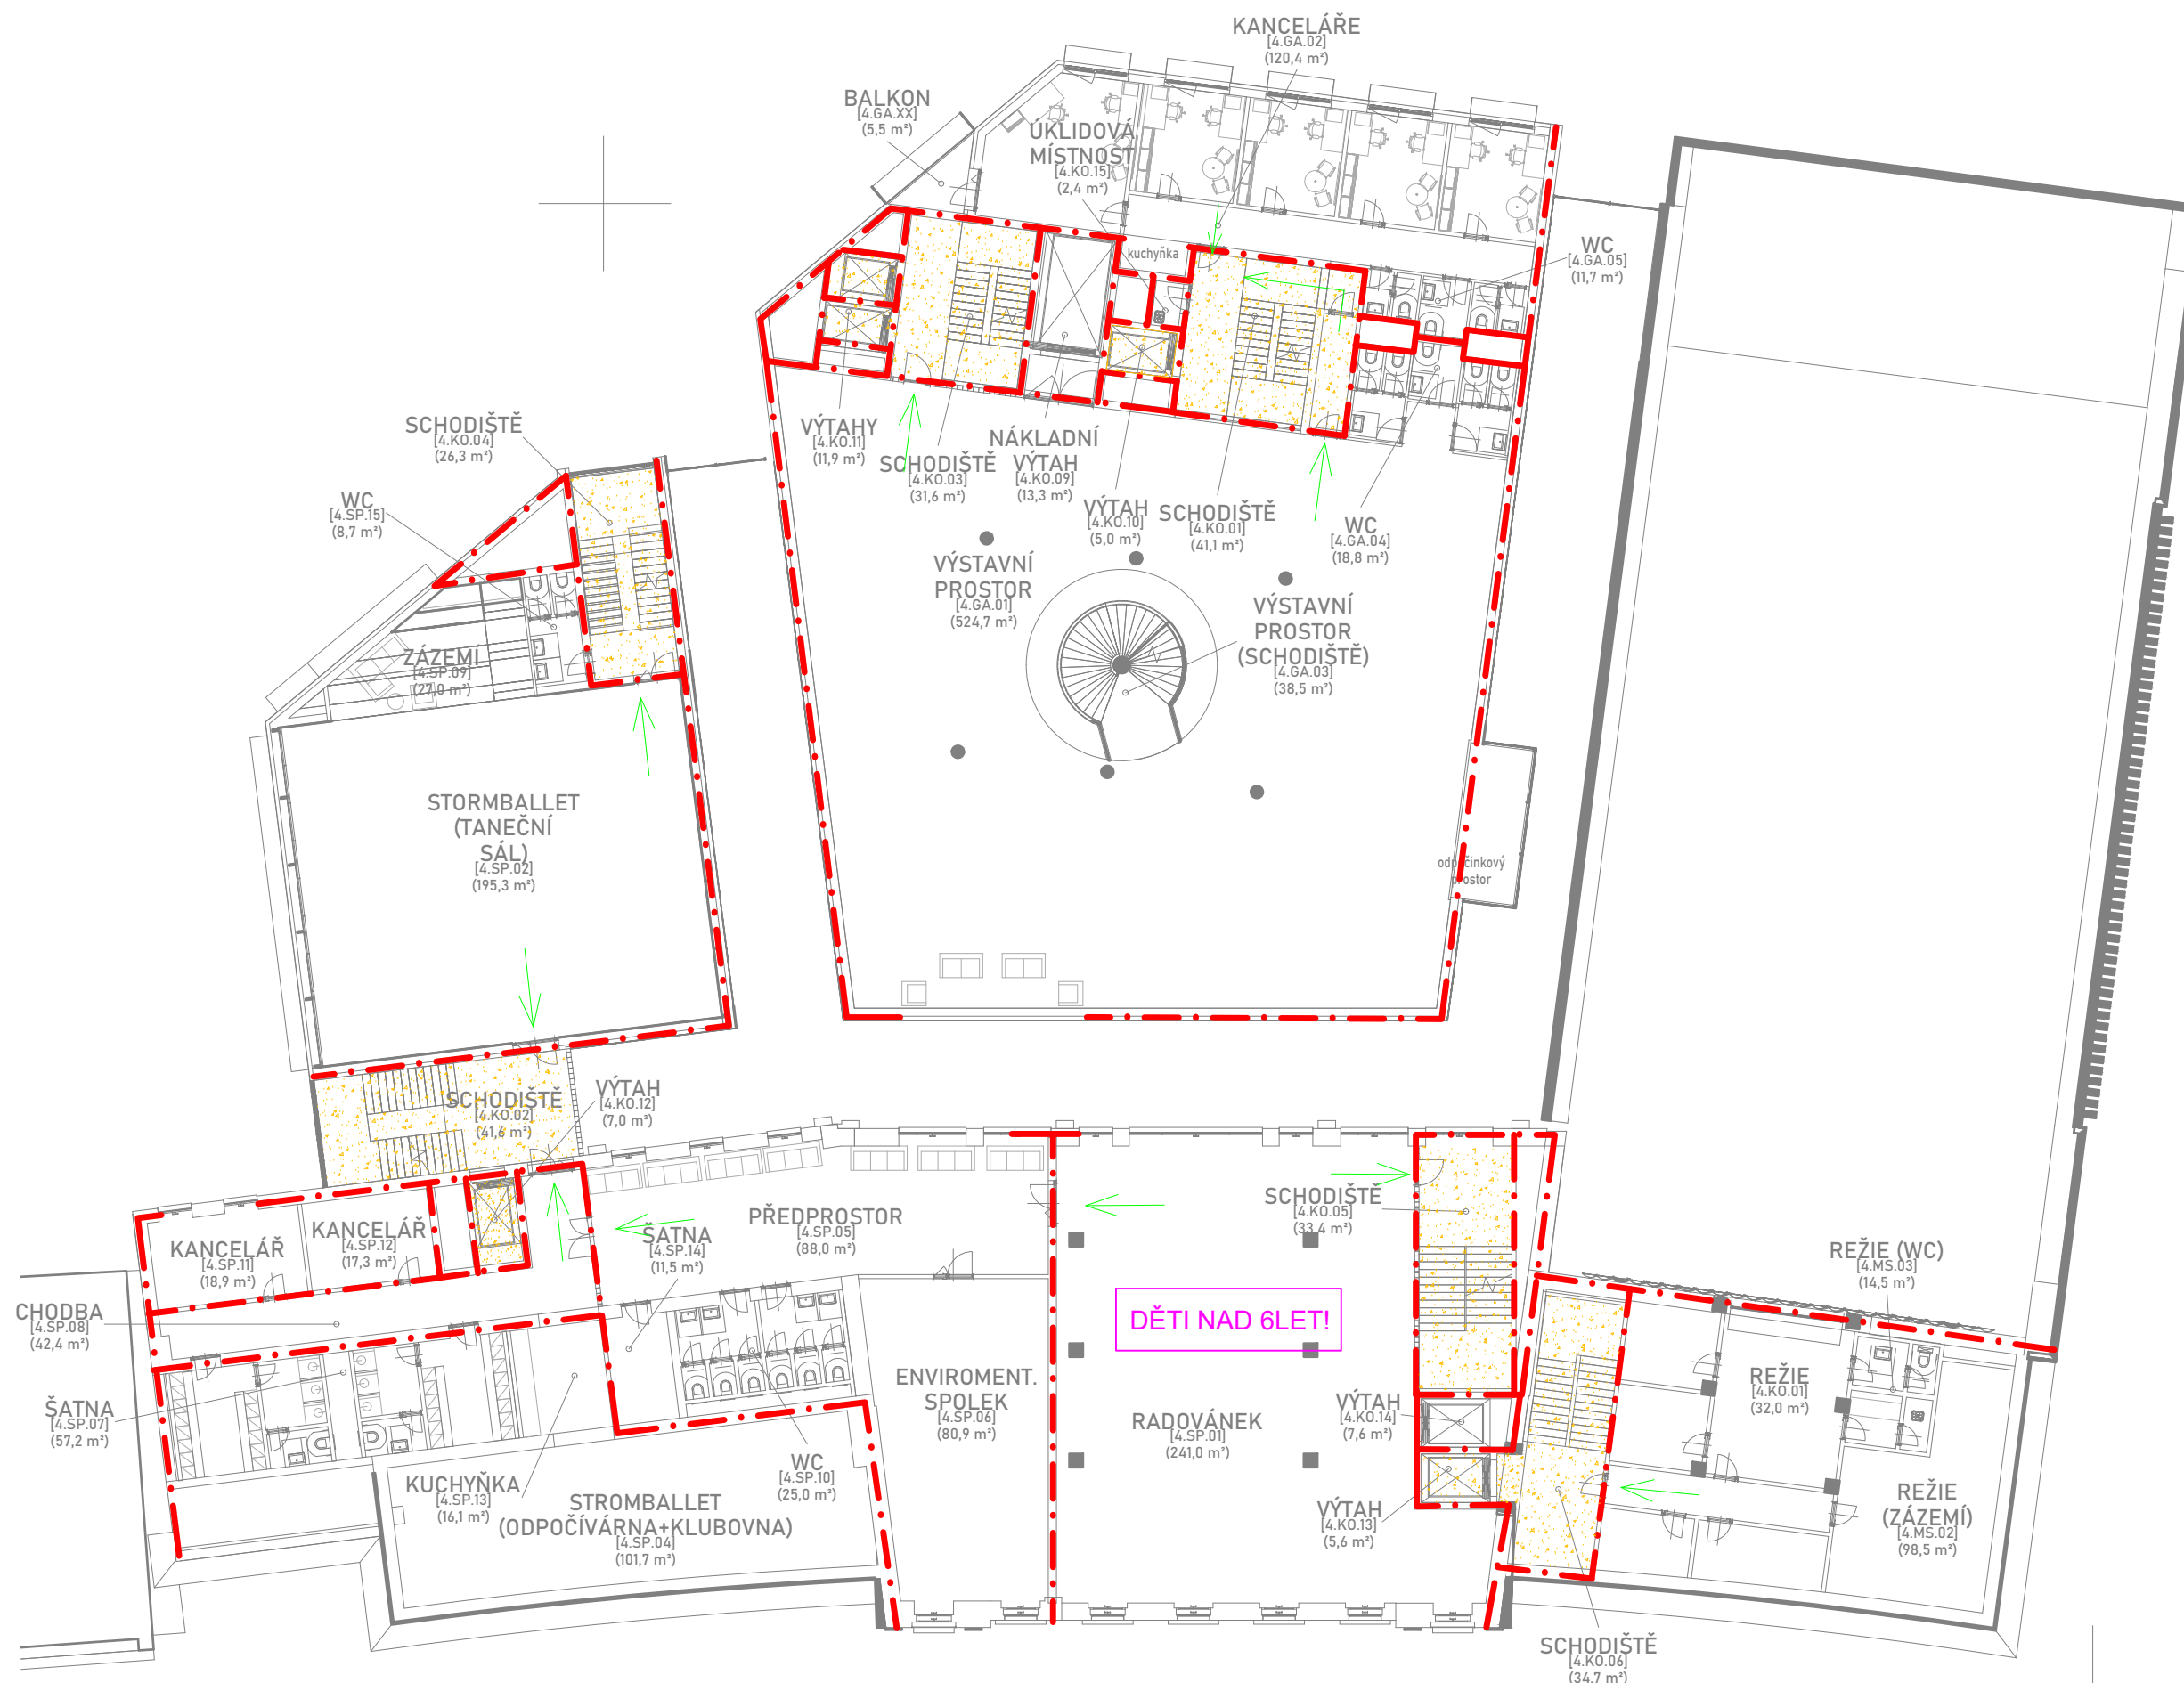 KANCELÁŘE
[4.GA.02]
(120,4 m²)
BALKON
[4.GA.XX]
(5,5 m²)
ÚKLIDOVÁ
MÍSTNOST
[4.KO.15]
(2,4 m²)
kuchyňka
WC
[4.GA.05]
(11,7 m²)
SCHODIŠTĚ
[4.KO.04]
(26,3 m²)
VÝTAHY
[4.KO.11]
(11,9 m²)
SCHODIŠTĚ
[4.KO.03]
(31,6 m²)
NÁKLADNÍ
VÝTAH
[4.KO.09]
(13,3 m²)
VÝTAH
[4.KO.10]
(5,0 m²)
SCHODIŠTĚ
[4.KO.01]
(41,1 m²)
WC
[4.GA.04]
(18,8 m²)
WC
[4.SP.15]
(8,7 m²)
VÝSTAVNÍ
PROSTOR
[4.GA.01]
(524,7 m²)
VÝSTAVNÍ
PROSTOR
(SCHODIŠTĚ)
[4.GA.03]
(38,5 m²)
ZÁZEMÍ
[4.SP.09]
(27,0 m²)
STORMBALLET
(TANEČNÍ
SÁL)
[4.SP.02]
(195,3 m²)
odpočinkový
prostor
SCHODIŠTĚ
[4.KO.02]
(41,6 m²)
VÝTAH
[4.KO.12]
(7,0 m²)
KANCELÁŘ
[4.SP.11]
(18,9 m²)
KANCELÁŘ
[4.SP.12]
(17,3 m²)
ŠATNA
[4.SP.14]
(11,5 m²)
PŘEDPROSTOR
[4.SP.05]
(88,0 m²)
SCHODIŠTĚ
[4.KO.05]
(33,4 m²)
REŽIE (WC)
[4.MS.03]
(14,5 m²)
CHODBA
[4.SP.08]
(42,4 m²)
DĚTI NAD 6LET!
ŠATNA
[4.SP.07]
(57,2 m²)
ENVIROMENT.
SPOLEK
[4.SP.06]
(80,9 m²)
RADOVÁNEK
[4.SP.01]
(241,0 m²)
VÝTAH
[4.KO.14]
(7,6 m²)
REŽIE
[4.KO.01]
(32,0 m²)
KUCHYŇKA
[4.SP.13]
(16,1 m²)
WC
[4.SP.10]
(25,0 m²)
STROMBALLET
(ODPOČÍVÁRNA+KLUBOVNA)
[4.SP.04]
(101,7 m²)
VÝTAH
[4.KO.13]
(5,6 m²)
REŽIE
(ZÁZEMÍ)
[4.MS.02]
(98,5 m²)
SCHODIŠTĚ
[4.KO.06]
(34,7 m²)